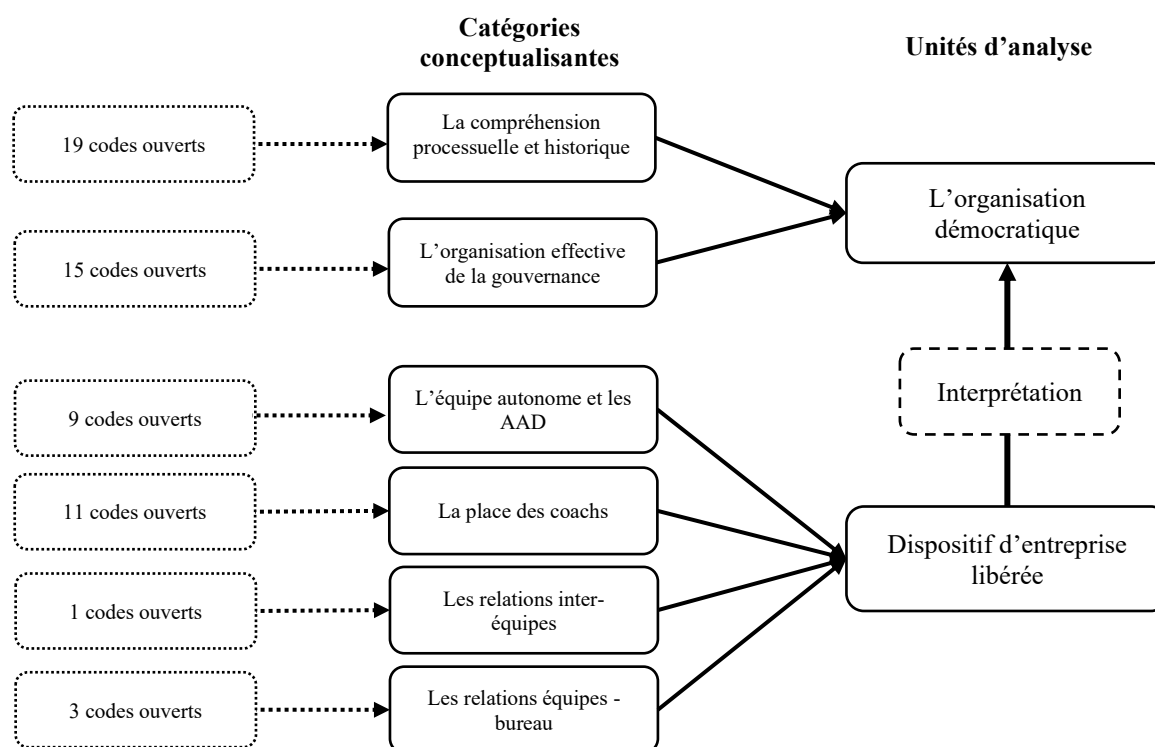 Catégories
conceptualisantes
Unités d’analyse
19 codes ouverts
La compréhension
processuelle et historique
L’organisation
démocratique
15 codes ouverts
L’organisation effective
de la gouvernance
Interprétation
9 codes ouverts
L’équipe autonome et les
AAD
11 codes ouverts
La place des coachs
Dispositif d’entreprise
libérée
1 codes ouverts
Les relations inter-
équipes
3 codes ouverts
Les relations équipes -
bureau